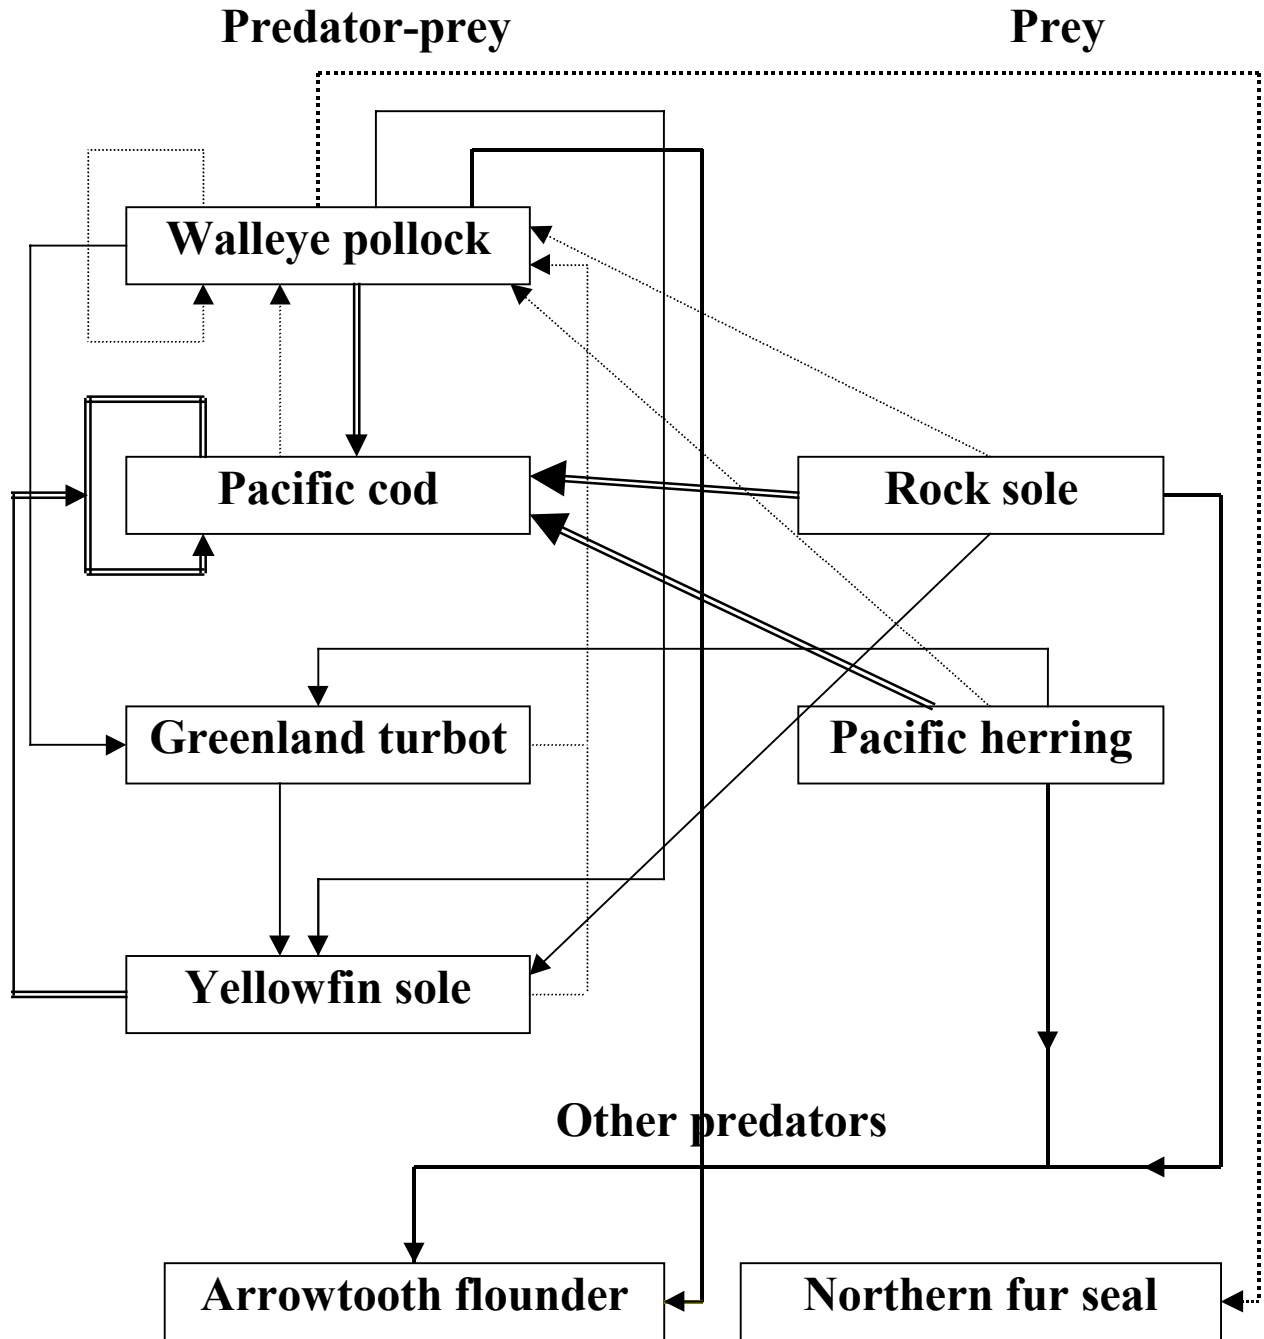 Predator-prey
Prey
Walleye pollock
Pacific cod
Rock sole
Greenland turbot
Pacific herring
Yellowfin sole
Other predators
Arrowtooth flounder
Northern fur seal